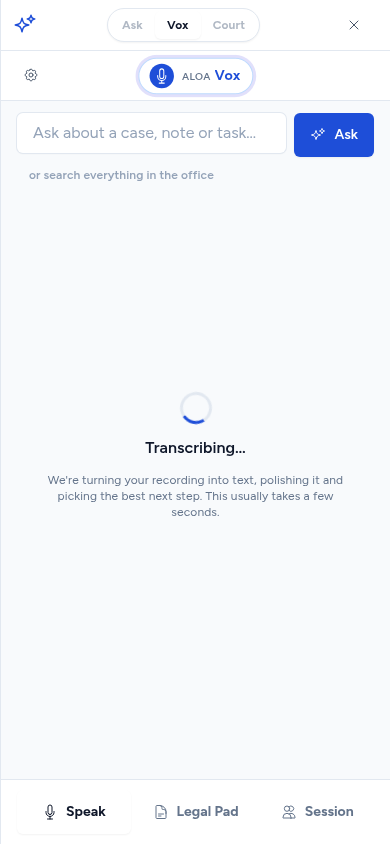 Ask Vox Court
ALOA Vox
Ask about a case, note or task...
Ask
or search everything in the office
Transcribing...
We're turning your recording into text, polishing it and
picking the best next step. This usually takes a few
seconds.
Speak Legal Pad Session